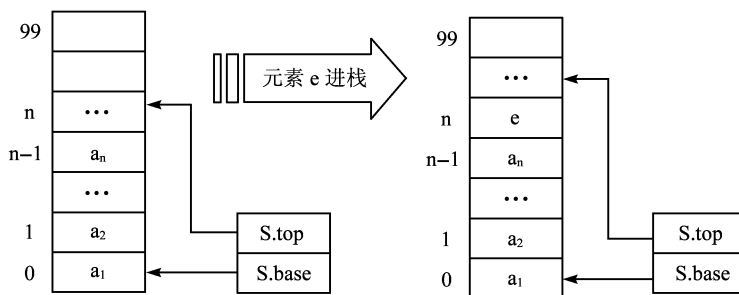 99
n …
n-1 aₙ
…
1 a₂
0 a₁
S.top
S.base
元素 e 进栈
99
…
n e
n-1 aₙ
…
1 a₂
0 a₁
S.top
S.base